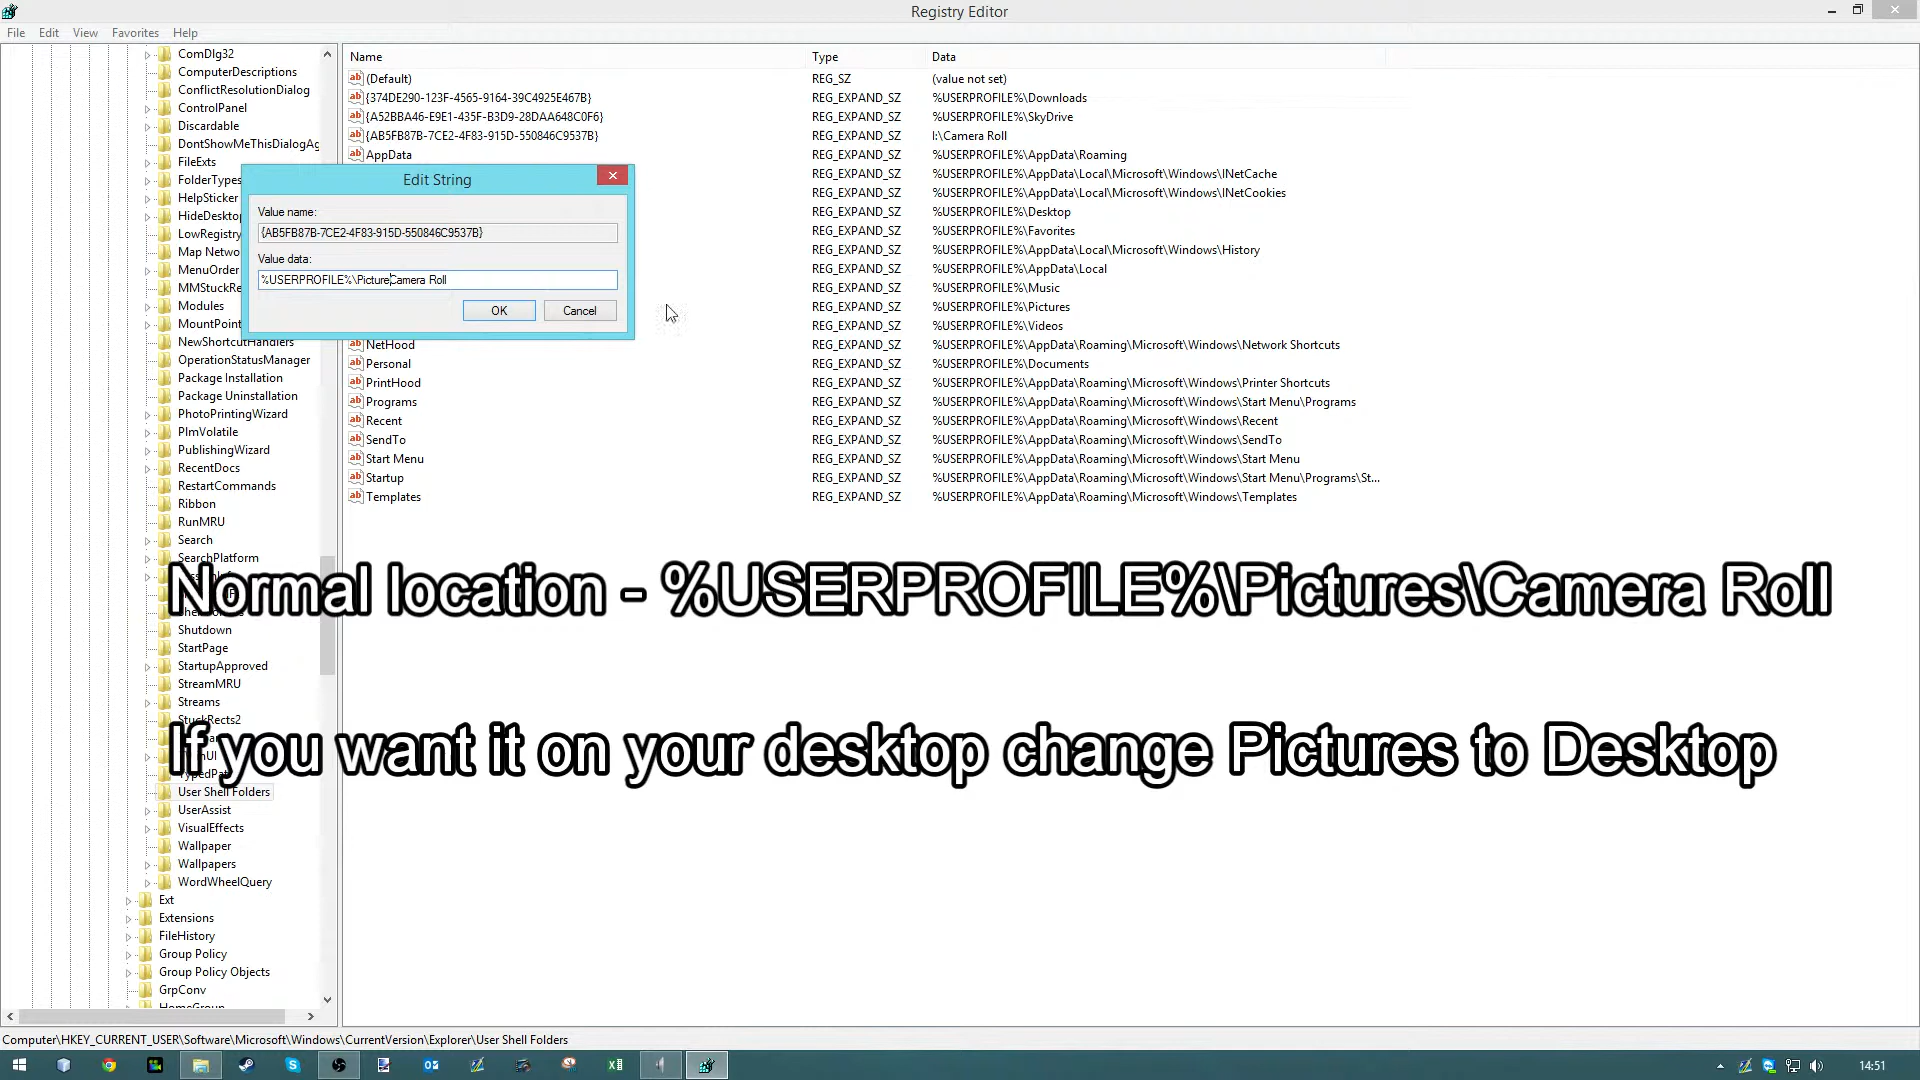 Registry Editor
File Edit View Favorites Help
ComDlg32
ComputerDescriptions
ConflictResolutionDialog
ControlPanel
Discardable
DontShowMeThisDialogAg
FileExts
FolderTypes
HelpSticker
HideDesktop
LowRegistry
Map Netwo
MenuOrder
MMStuckRe
Modules
MountPoint
NewShortcutHandlers
OperationStatusManager
Package Installation
Package Uninstallation
PhotoPrintingWizard
PlmVolatile
PublishingWizard
RecentDocs
RestartCommands
Ribbon
RunMRU
Search
SearchPlatform
Shutdown
StartPage
StartupApproved
StreamMRU
Streams
StuckRects2
User Shell Folders
UserAssist
VisualEffects
Wallpaper
Wallpapers
WordWheelQuery
Ext
Extensions
FileHistory
Group Policy
Group Policy Objects
GrpConv
HomeGroup
Name Type Data
(Default) REG_SZ (value not set)
{374DE290-123F-4565-9164-39C4925E467B} REG_EXPAND_SZ %USERPROFILE%\Downloads
{A52BBA46-E9E1-435F-B3D9-28DAA648C0F6} REG_EXPAND_SZ %USERPROFILE%\SkyDrive
{AB5FB87B-7CE2-4F83-915D-550846C9537B} REG_EXPAND_SZ I:\Camera Roll
AppData REG_EXPAND_SZ %USERPROFILE%\AppData\Roaming
REG_EXPAND_SZ %USERPROFILE%\AppData\Local\Microsoft\Windows\INetCache
REG_EXPAND_SZ %USERPROFILE%\AppData\Local\Microsoft\Windows\INetCookies
REG_EXPAND_SZ %USERPROFILE%\Desktop
REG_EXPAND_SZ %USERPROFILE%\Favorites
REG_EXPAND_SZ %USERPROFILE%\AppData\Local\Microsoft\Windows\History
REG_EXPAND_SZ %USERPROFILE%\AppData\Local
REG_EXPAND_SZ %USERPROFILE%\Music
REG_EXPAND_SZ %USERPROFILE%\Pictures
REG_EXPAND_SZ %USERPROFILE%\Videos
NetHood REG_EXPAND_SZ %USERPROFILE%\AppData\Roaming\Microsoft\Windows\Network Shortcuts
Personal REG_EXPAND_SZ %USERPROFILE%\Documents
PrintHood REG_EXPAND_SZ %USERPROFILE%\AppData\Roaming\Microsoft\Windows\Printer Shortcuts
Programs REG_EXPAND_SZ %USERPROFILE%\AppData\Roaming\Microsoft\Windows\Start Menu\Programs
Recent REG_EXPAND_SZ %USERPROFILE%\AppData\Roaming\Microsoft\Windows\Recent
SendTo REG_EXPAND_SZ %USERPROFILE%\AppData\Roaming\Microsoft\Windows\SendTo
Start Menu REG_EXPAND_SZ %USERPROFILE%\AppData\Roaming\Microsoft\Windows\Start Menu
Startup REG_EXPAND_SZ %USERPROFILE%\AppData\Roaming\Microsoft\Windows\Start Menu\Programs\St...
Templates REG_EXPAND_SZ %USERPROFILE%\AppData\Roaming\Microsoft\Windows\Templates
Edit String
Value name:
{AB5FB87B-7CE2-4F83-915D-550846C9537B}
Value data:
%USERPROFILE%\PictureCamera Roll
OK Cancel
Normal location - %USERPROFILE%\Pictures\Camera Roll
If you want it on your desktop change Pictures to Desktop
Computer\HKEY_CURRENT_USER\Software\Microsoft\Windows\CurrentVersion\Explorer\User Shell Folders
14:51